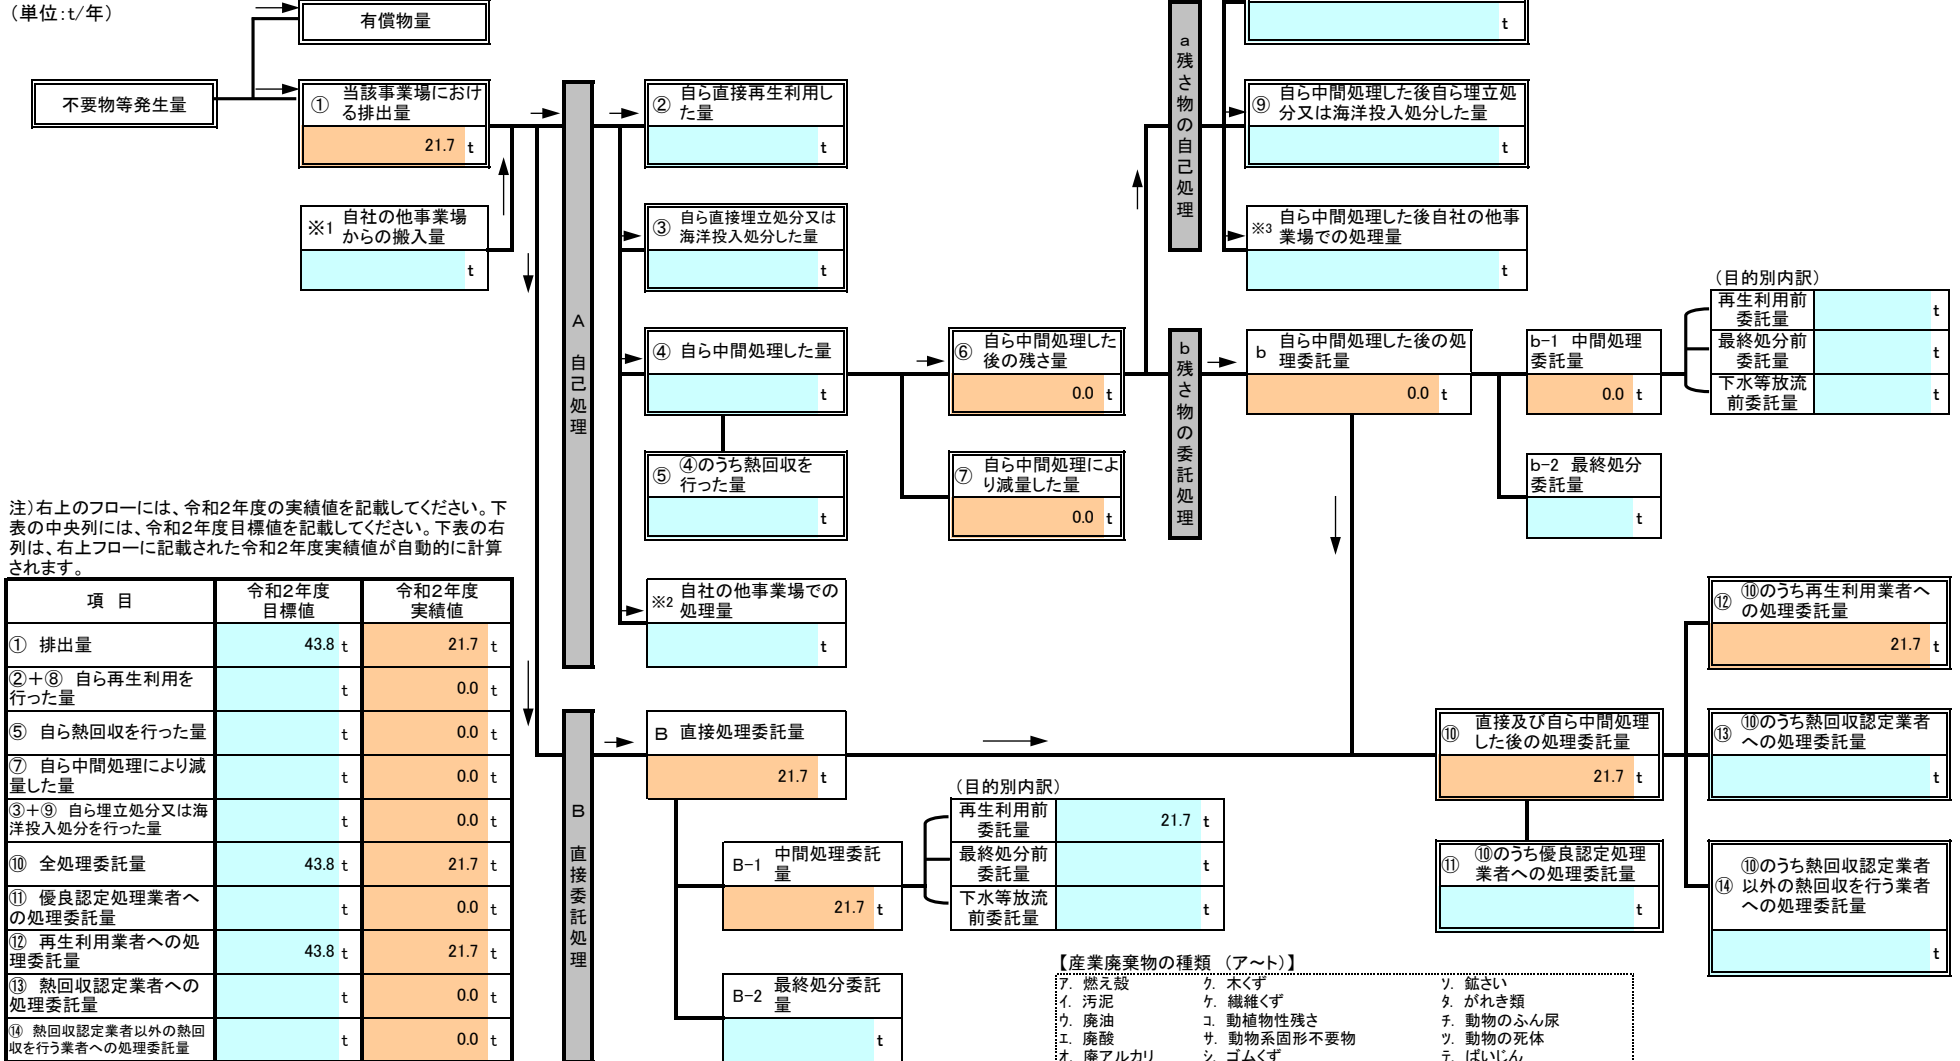 （単位：ｔ/年）
有償物量
不要物等発生量
① 当該事業場におけ
る排出量
21.7 t
※1 自社の他事業場
からの搬入量
t
A 自己処理
② 自ら直接再生利用し
た量
t
③ 自ら直接埋立処分又は
海洋投入処分した量
t
④ 自ら中間処理した量
t
⑤ ④のうち熱回収を
行った量
t
※2 自社の他事業場での
処理量
t
⑥ 自ら中間処理した
後の残さ量
0.0 t
⑦ 自ら中間処理によ
り減量した量
0.0 t
a 残さ物の自己処理
t
⑨ 自ら中間処理した後自ら埋立処
分又は海洋投入処分した量
t
※3 自ら中間処理した後自社の他事
業場での処理量
t
b 残さ物の委託処理
b 自ら中間処理した後の処
理委託量
0.0 t
b-1 中間処理
委託量
0.0 t
b-2 最終処分
委託量
t
（目的別内訳）
再生利用前
委託量
t
最終処分前
委託量
t
下水等放流
前委託量
t
注）右上のフローには、令和２年度の実績値を記載してください。下
表の中央列には、令和２年度目標値を記載してください。下表の右
列は、右上フローに記載された令和２年度実績値が自動的に計算
されます。
項 目 令和２年度
目標値 令和２年度
実績値
① 排出量 43.8 t 21.7 t
②＋⑧ 自ら再生利用を
行った量 t 0.0 t
⑤ 自ら熱回収を行った量 t 0.0 t
⑦ 自ら中間処理により減
量した量 t 0.0 t
③＋⑨ 自ら埋立処分又は海
洋投入処分を行った量 t 0.0 t
⑩ 全処理委託量 43.8 t 21.7 t
⑪ 優良認定処理業者へ
の処理委託量 t 0.0 t
⑫ 再生利用業者への処
理委託量 43.8 t 21.7 t
⑬ 熱回収認定業者への
処理委託量 t 0.0 t
⑭ 熱回収認定業者以外の熱回
収を行う業者への処理委託量 t 0.0 t
B 直接委託処理
B 直接処理委託量
21.7 t
B-1 中間処理委託
量
21.7 t
B-2 最終処分委託
量
t
（目的別内訳）
再生利用前
委託量
21.7 t
最終処分前
委託量
t
下水等放流
前委託量
t
⑩ 直接及び自ら中間処理
した後の処理委託量
21.7 t
⑪ ⑩のうち優良認定処理
業者への処理委託量
t
⑫ ⑩のうち再生利用業者へ
の処理委託量
21.7 t
⑬ ⑩のうち熱回収認定業者
への処理委託量
t
⑭ ⑩のうち熱回収認定業者
以外の熱回収を行う業者
への処理委託量
t
【産業廃棄物の種類 （ア～ト）】
ア．燃え殻 ク．木くず ソ．鉱さい
イ．汚泥 ケ．繊維くず タ．がれき類
ウ．廃油 コ．動植物性残さ チ．動物のふん尿
エ．廃酸 サ．動物系固形不要物 ツ．動物の死体
オ．廃アルカリ シ．ゴムくず テ．ばいじん